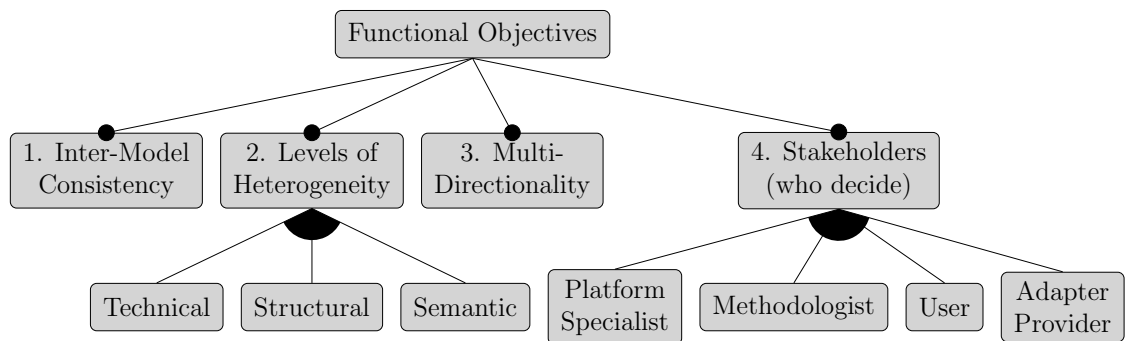 Functional Objectives
1. Inter-Model
Consistency
2. Levels of
Heterogeneity
3. Multi-
Directionality
4. Stakeholders
(who decide)
Technical
Structural
Semantic
Platform
Specialist
Methodologist
User
Adapter
Provider